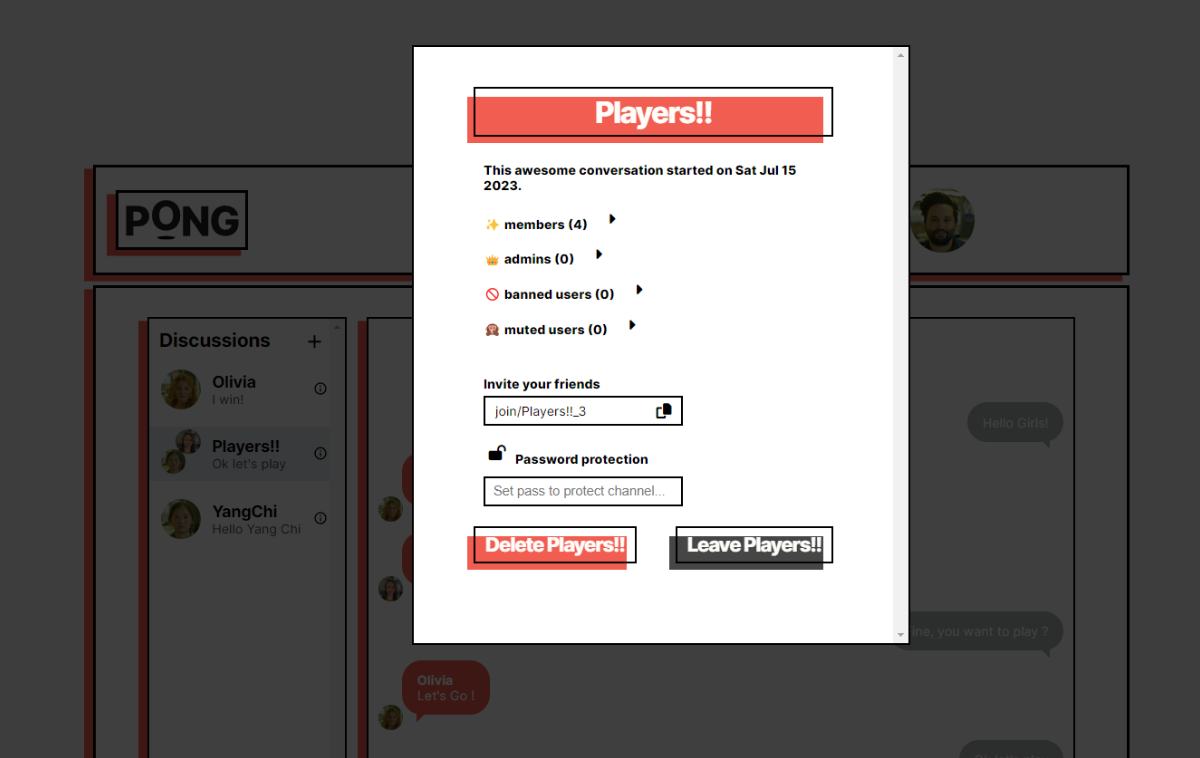 Players!!
This awesome conversation started on Sat Jul 15
2023.
✨ members (4)
👑 admins (0)
🚫 banned users (0)
🙊 muted users (0)
Invite your friends
join/Players!!_3
Password protection
Set pass to protect channel...
Delete Players!!
Leave Players!!
PONG
Discussions +
Olivia
I win!
Players!!
Ok let's play
YangChi
Hello Yang Chi
Hello Girls!
ine, you want to play ?
Olivia
Let's Go !